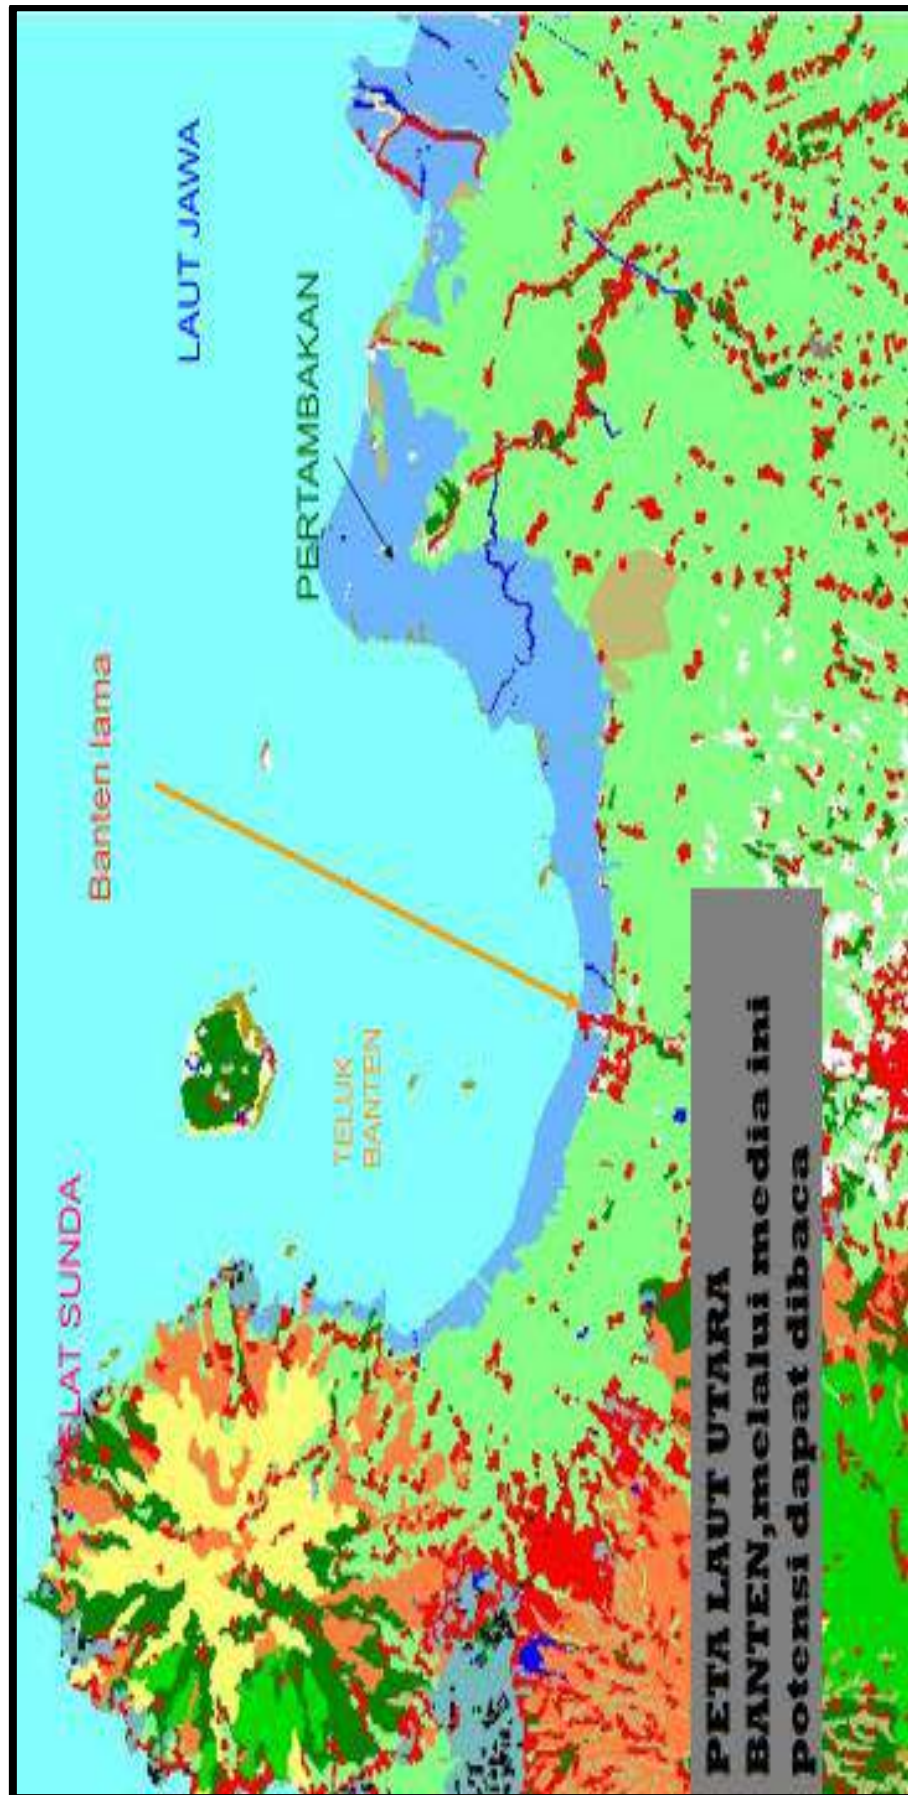 SELAT SUNDA
Banten lama
LAUT JAWA
PERTAMBAKAN
TELUK
BANTEN
PETA LAUT UTARA
BANTEN,melalui media ini
potensi dapat dibaca